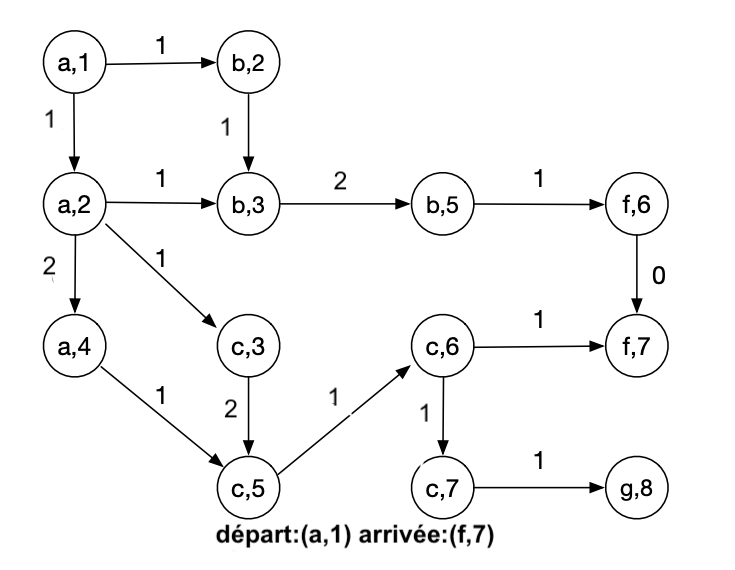 1
a,1
b,2
1
1
1
2
1
a,2
b,3
b,5
f,6
2
1
0
1
a,4
c,3
c,6
f,7
1
2
1
1
1
c,5
c,7
g,8
départ:(a,1) arrivée:(f,7)